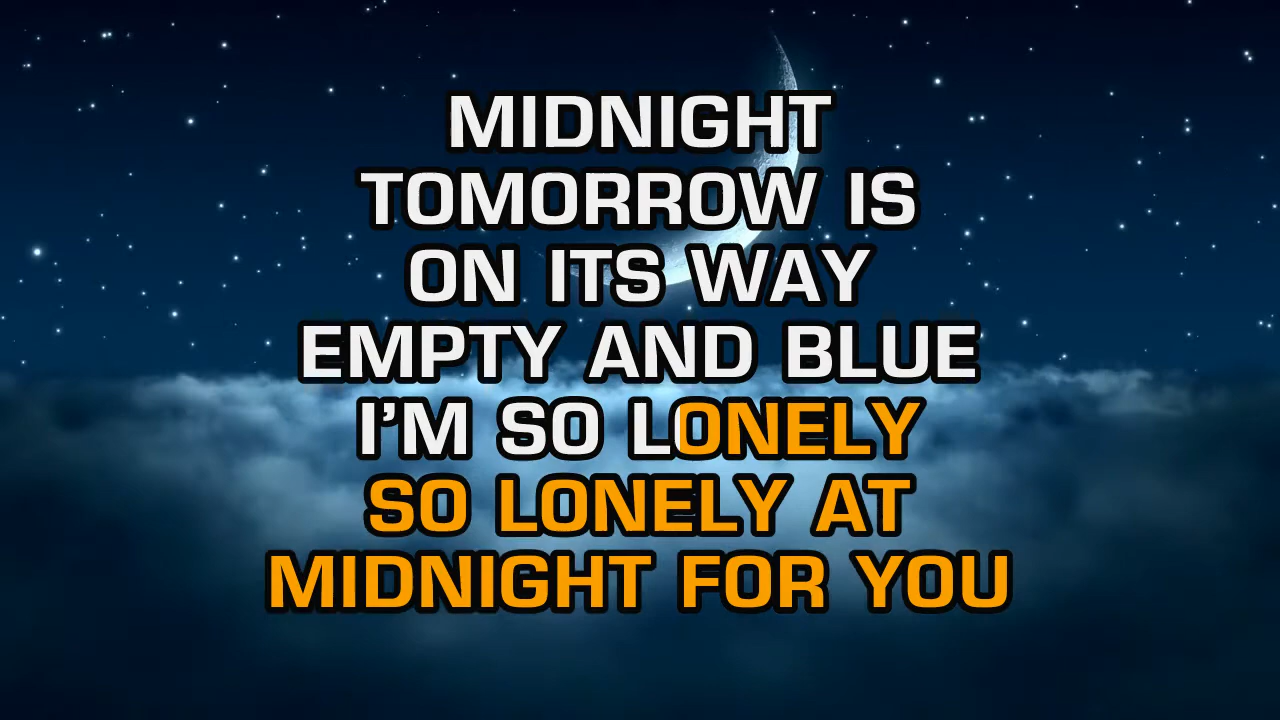 MIDNIGHT
TOMORROW IS
ON ITS WAY
EMPTY AND BLUE
I'M SO LONELY
SO LONELY AT
MIDNIGHT FOR YOU